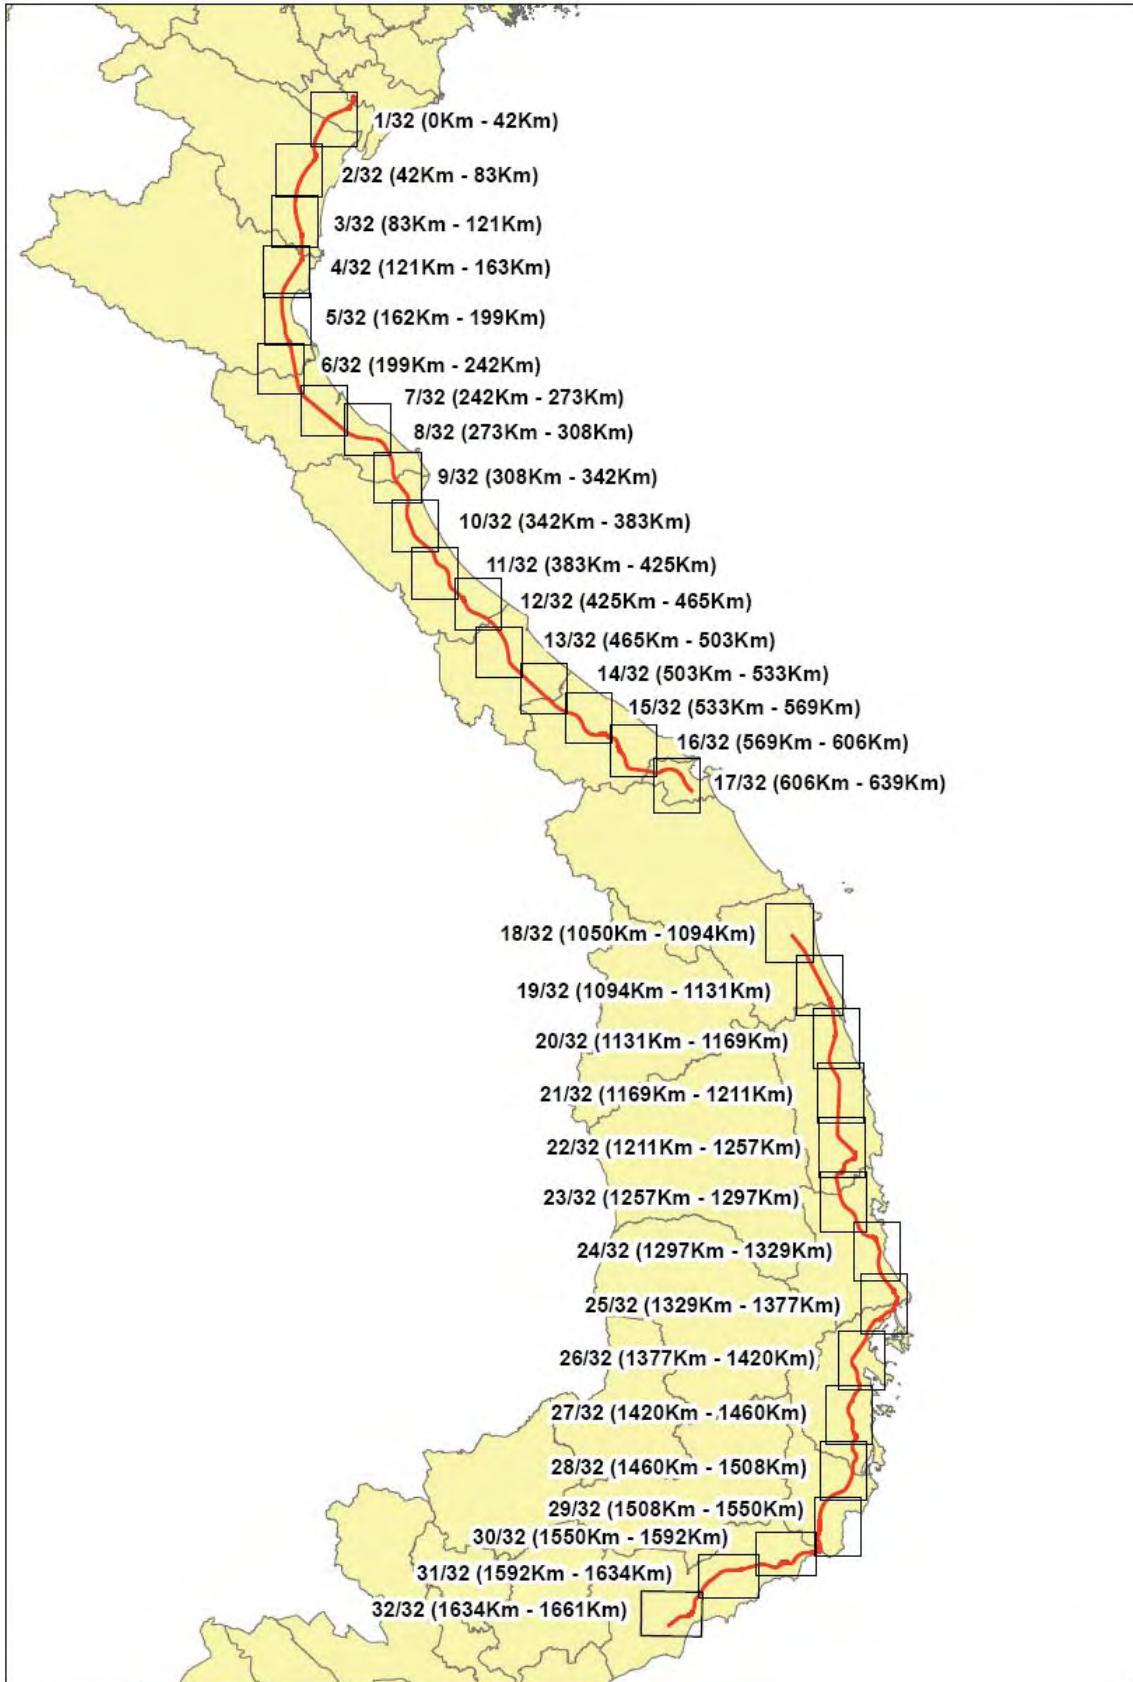 1/32 (0Km - 42Km)
2/32 (42Km - 83Km)
3/32 (83Km - 121Km)
4/32 (121Km - 163Km)
5/32 (162Km - 199Km)
6/32 (199Km - 242Km)
7/32 (242Km - 273Km)
8/32 (273Km - 308Km)
9/32 (308Km - 342Km)
10/32 (342Km - 383Km)
11/32 (383Km - 425Km)
12/32 (425Km - 465Km)
13/32 (465Km - 503Km)
14/32 (503Km - 533Km)
15/32 (533Km - 569Km)
16/32 (569Km - 606Km)
17/32 (606Km - 639Km)
18/32 (1050Km - 1094Km)
19/32 (1094Km - 1131Km)
20/32 (1131Km - 1169Km)
21/32 (1169Km - 1211Km)
22/32 (1211Km - 1257Km)
23/32 (1257Km - 1297Km)
24/32 (1297Km - 1329Km)
25/32 (1329Km - 1377Km)
26/32 (1377Km - 1420Km)
27/32 (1420Km - 1460Km)
28/32 (1460Km - 1508Km)
29/32 (1508Km - 1550Km)
30/32 (1550Km - 1592Km)
31/32 (1592Km - 1634Km)
32/32 (1634Km - 1661Km)